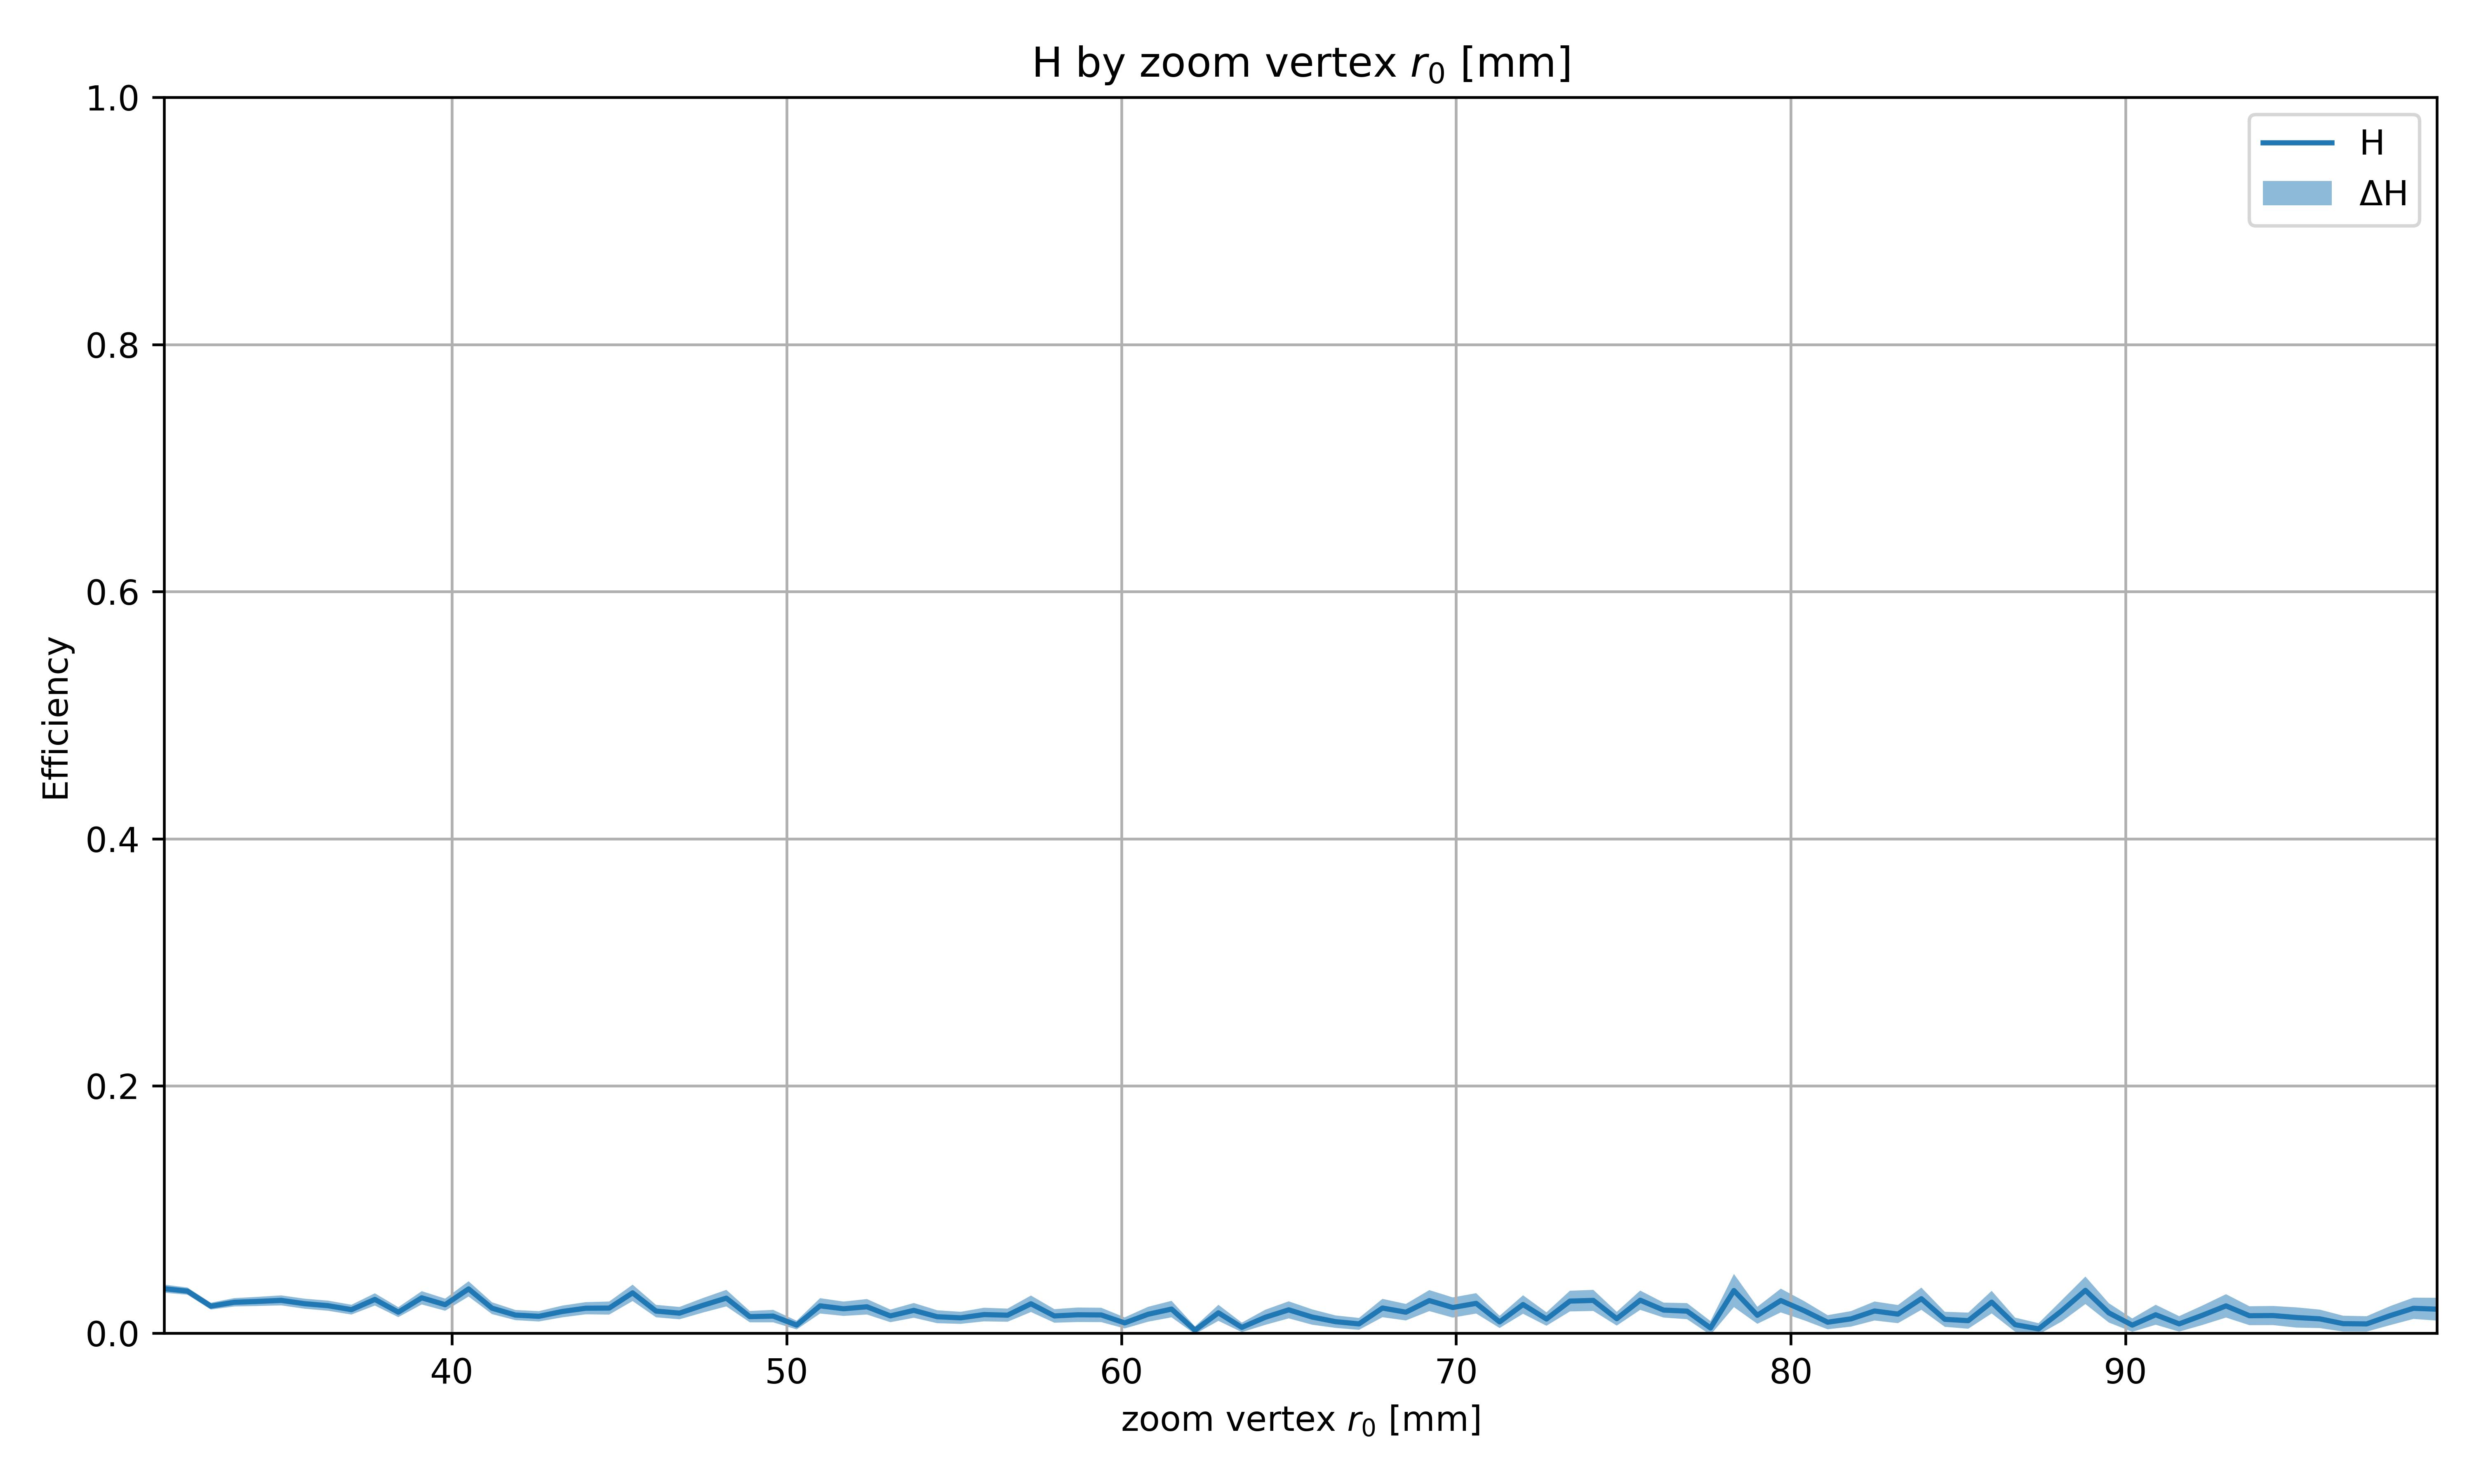 H by zoom vertex r₀ [mm]
H
ΔH
1.0
0.8
0.6
0.4
0.2
0.0
Efficiency
40 50 60 70 80 90
zoom vertex r₀ [mm]